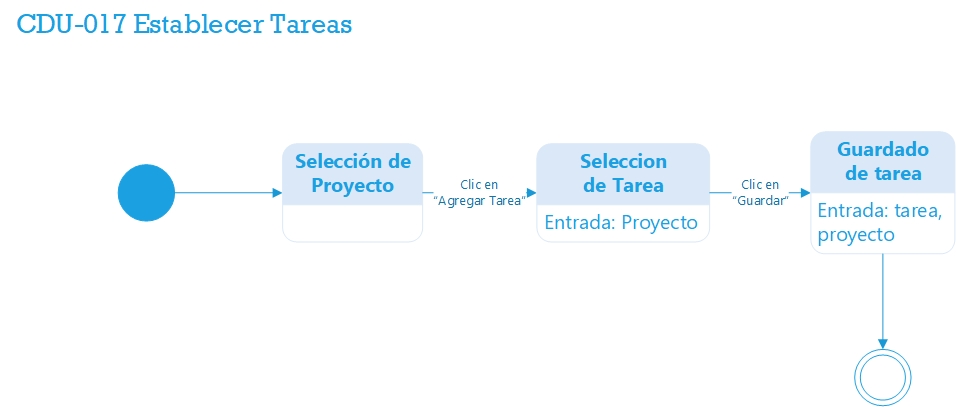 CDU-017 Establecer Tareas
Selección de
Proyecto
Clic en
“Agregar Tarea”
Seleccion
de Tarea
Entrada: Proyecto
Clic en
“Guardar”
Guardado
de tarea
Entrada: tarea,
proyecto